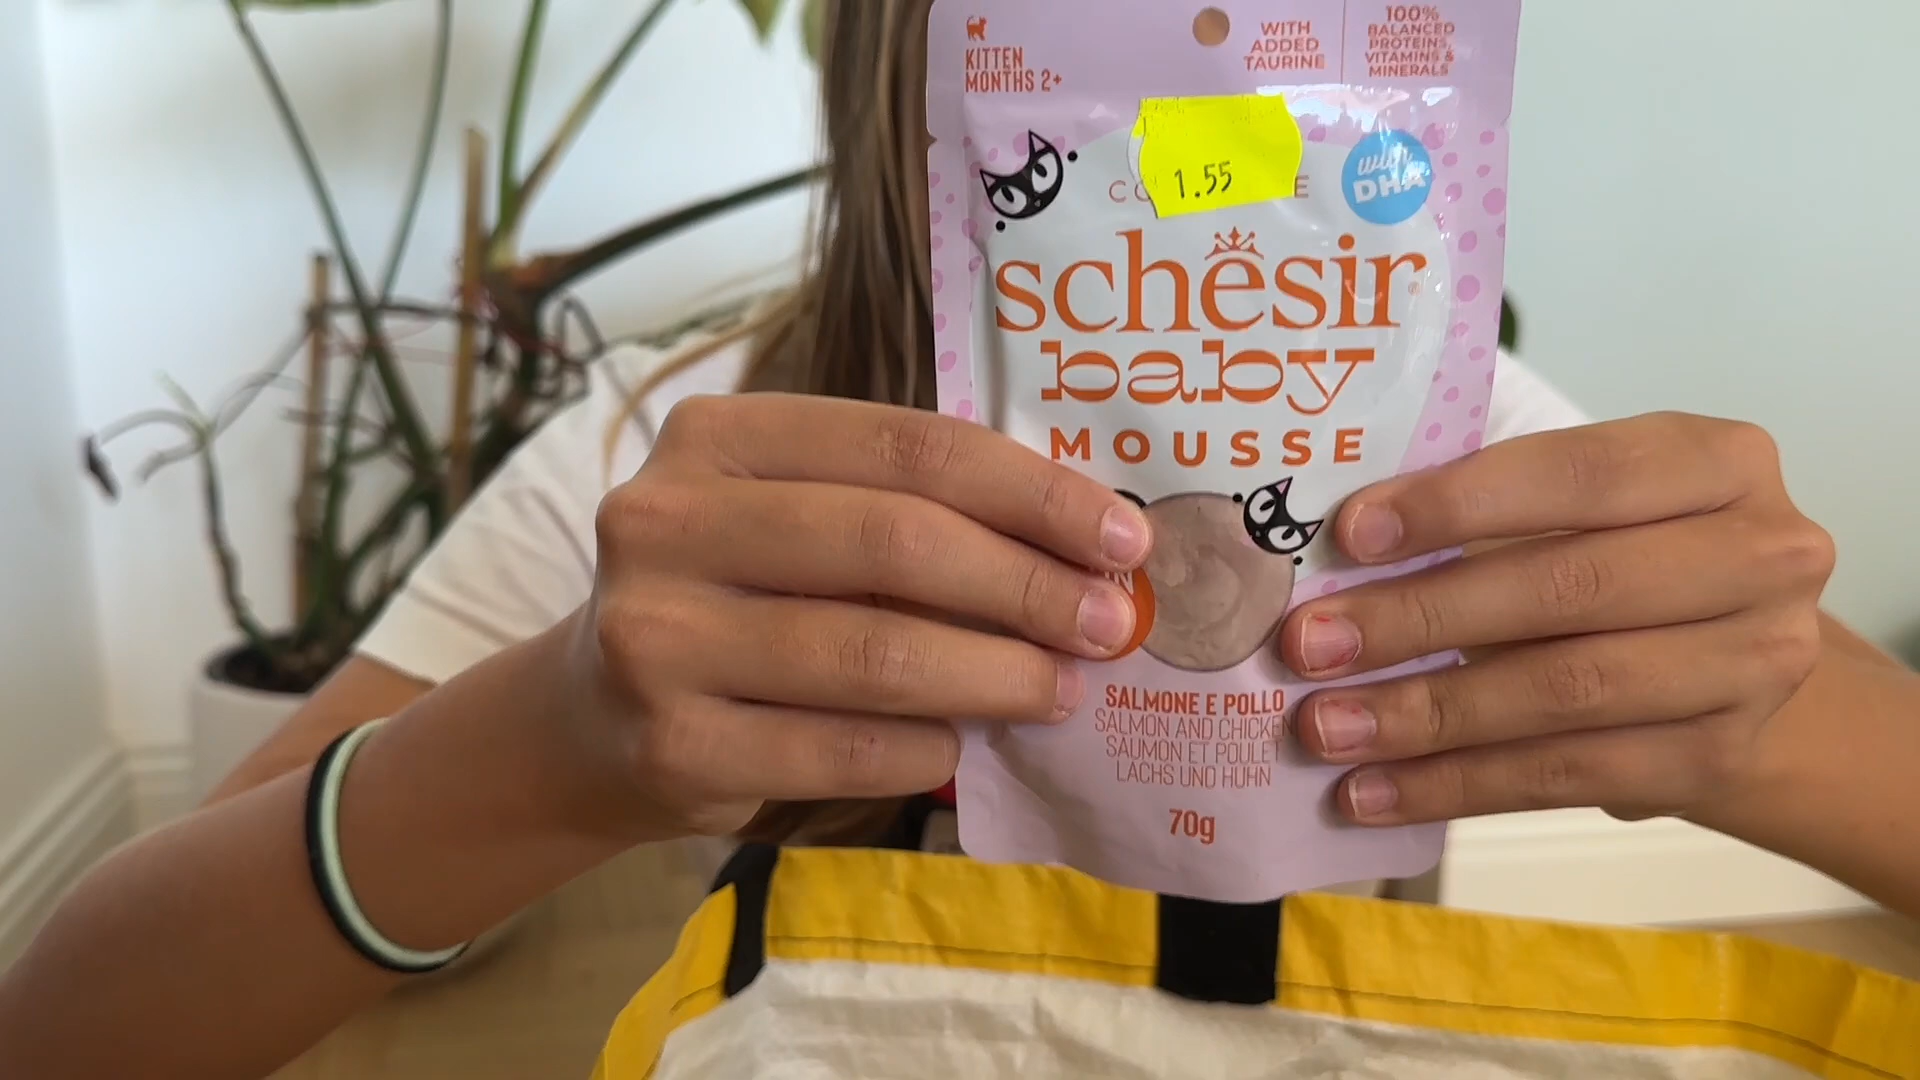 KITTEN
MONTHS 2+
WITH
ADDED
TAURINE
100%
BALANCED
PROTEINS,
VITAMINS &
MINERALS
1.55
with
DHA
schesir
baby
MOUSSE
SALMONE E POLLO
SALMON AND CHICKEN
SAUMON ET POULET
LACHS UND HUHN
70g